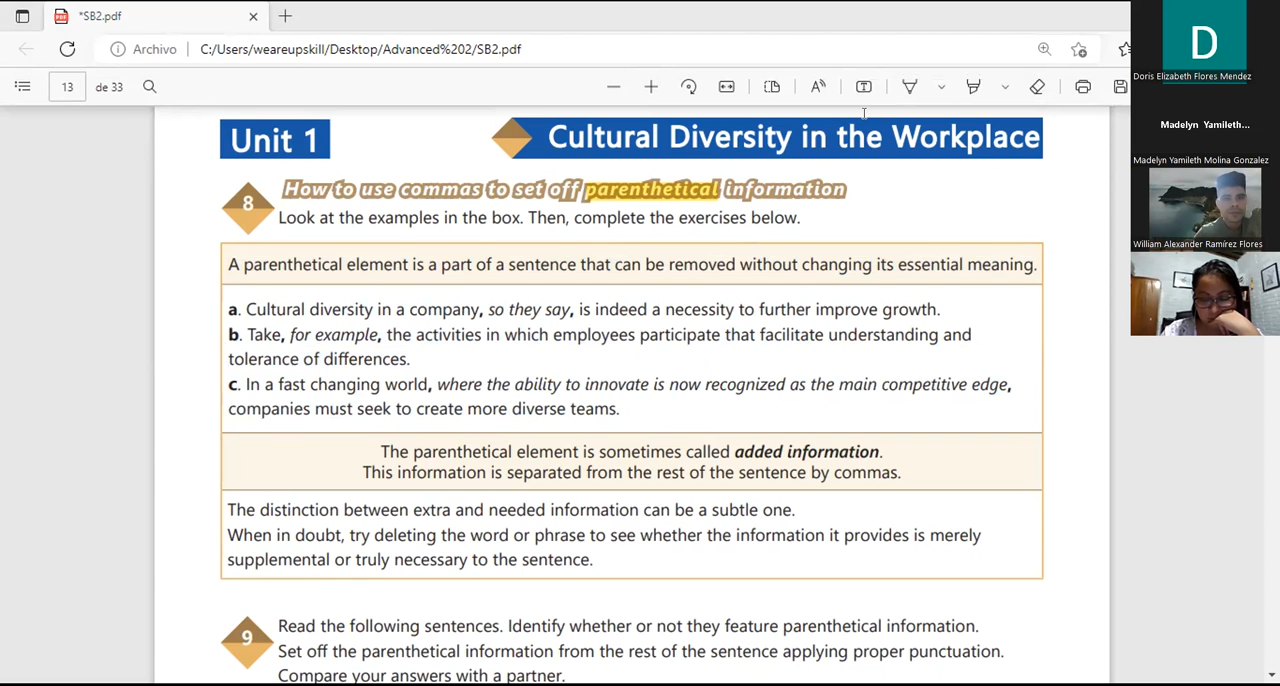 *SB2.pdf
Archivo
C:/Users/weareupskill/Desktop/Advanced%202/SB2.pdf
13
de 33
D
Doris Elizabeth Flores Mendez
Madelyn Yamileth...
Madelyn Yamileth Molina Gonzalez
William Alexander Ramírez Flores
Unit 1
Cultural Diversity in the Workplace
8
How to use commas to set off parenthetical information
Look at the examples in the box. Then, complete the exercises below.
A parenthetical element is a part of a sentence that can be removed without changing its essential meaning.
a. Cultural diversity in a company, so they say, is indeed a necessity to further improve growth.
b. Take, for example, the activities in which employees participate that facilitate understanding and
tolerance of differences.
c. In a fast changing world, where the ability to innovate is now recognized as the main competitive edge,
companies must seek to create more diverse teams.
The parenthetical element is sometimes called added information.
This information is separated from the rest of the sentence by commas.
The distinction between extra and needed information can be a subtle one.
When in doubt, try deleting the word or phrase to see whether the information it provides is merely
supplemental or truly necessary to the sentence.
9
Read the following sentences. Identify whether or not they feature parenthetical information.
Set off the parenthetical information from the rest of the sentence applying proper punctuation.
Compare your answers with a partner.